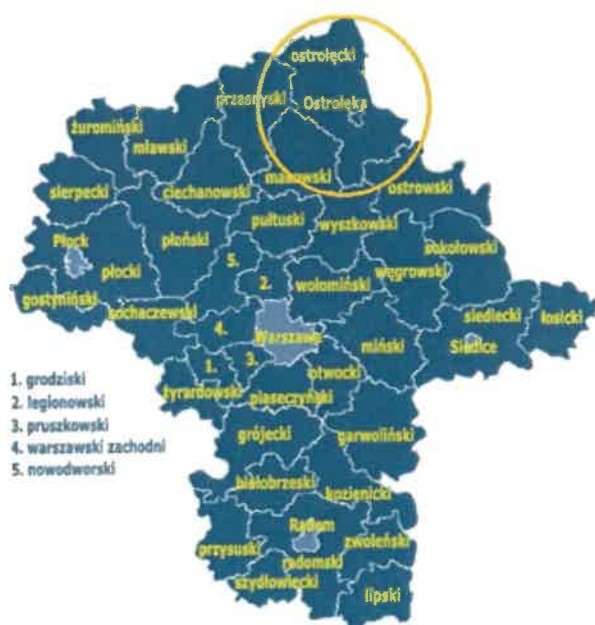 ostrołęcki
przasnyski
Ostrołęka
żuromiński
mławski
makowski
sierpecki
ciechanowski
ostrowski
pułtuski
wyszkowski
Płock
płoński
sokołowski
5.
płocki
węgrowski
2.
wołomiński
gostyniński
sochaczewski
siedlecki
łosicki
4.
Warszawa
miński
Siedlce
1.
3.
otwocki
żyrardowski
piaseczyński
1. grodziski
2. legionowski
3. pruszkowski
4. warszawski zachodni
5. nowodworski
grójecki
garwoliński
białobrzeski
kozienicki
Radom
przysuski
zwoleński
radomski
szydłowiecki
lipski